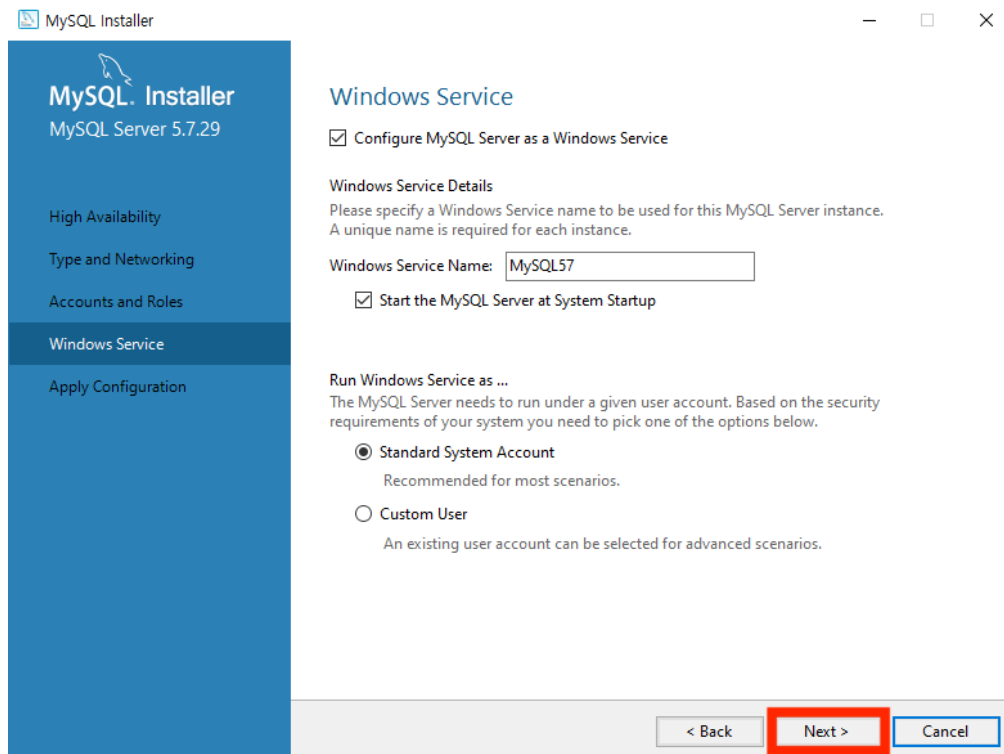 MySQL Installer
MySQL. Installer
MySQL Server 5.7.29
High Availability
Type and Networking
Accounts and Roles
Windows Service
Apply Configuration
Windows Service
Configure MySQL Server as a Windows Service
Windows Service Details
Please specify a Windows Service name to be used for this MySQL Server instance.
A unique name is required for each instance.
Windows Service Name: MySQL57
Start the MySQL Server at System Startup
Run Windows Service as ...
The MySQL Server needs to run under a given user account. Based on the security
requirements of your system you need to pick one of the options below.
Standard System Account
Recommended for most scenarios.
Custom User
An existing user account can be selected for advanced scenarios.
< Back Next > Cancel